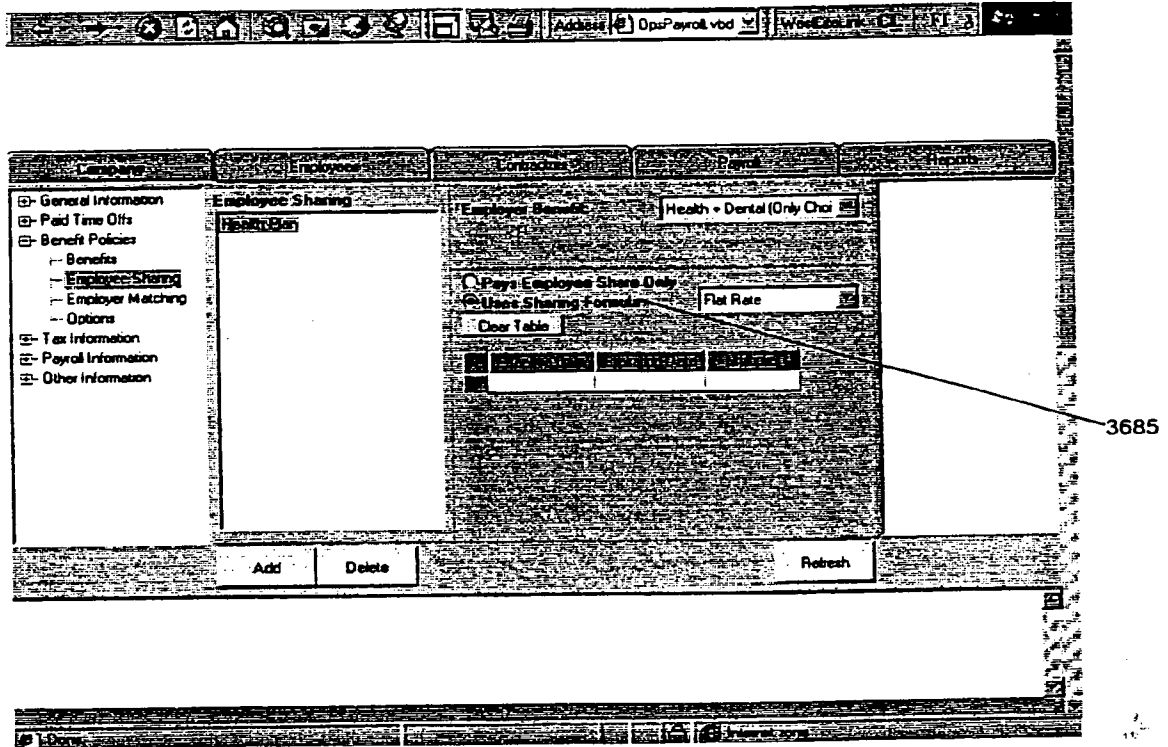 Address OpsPayroll.vbd
Company Employees Contractors Payroll Reports
General Information
Paid Time Offs
Benefit Policies
Benefits
Employee Sharing
Employer Matching
Options
Tax Information
Payroll Information
Other Information
Employee Sharing
Health Plan
Employer Benefit: Health + Dental (Only Choi
Pays Employee Share Only
Uses Sharing Formula: Flat Rate
Clear Table
3685
Add Delete Refresh
Done Internet zone